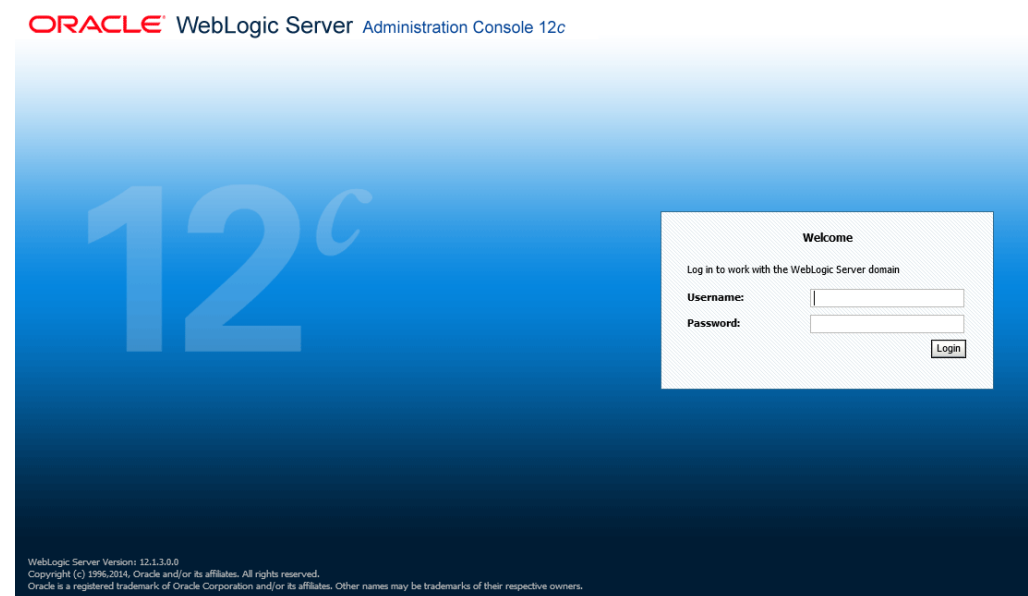 ORACLE WebLogic Server Administration Console 12c
12c
Welcome
Log in to work with the WebLogic Server domain
Username:
Password:
Login
WebLogic Server Version: 12.1.3.0.0
Copyright (c) 1996,2014, Oracle and/or its affiliates. All rights reserved.
Oracle is a registered trademark of Oracle Corporation and/or its affiliates. Other names may be trademarks of their respective owners.